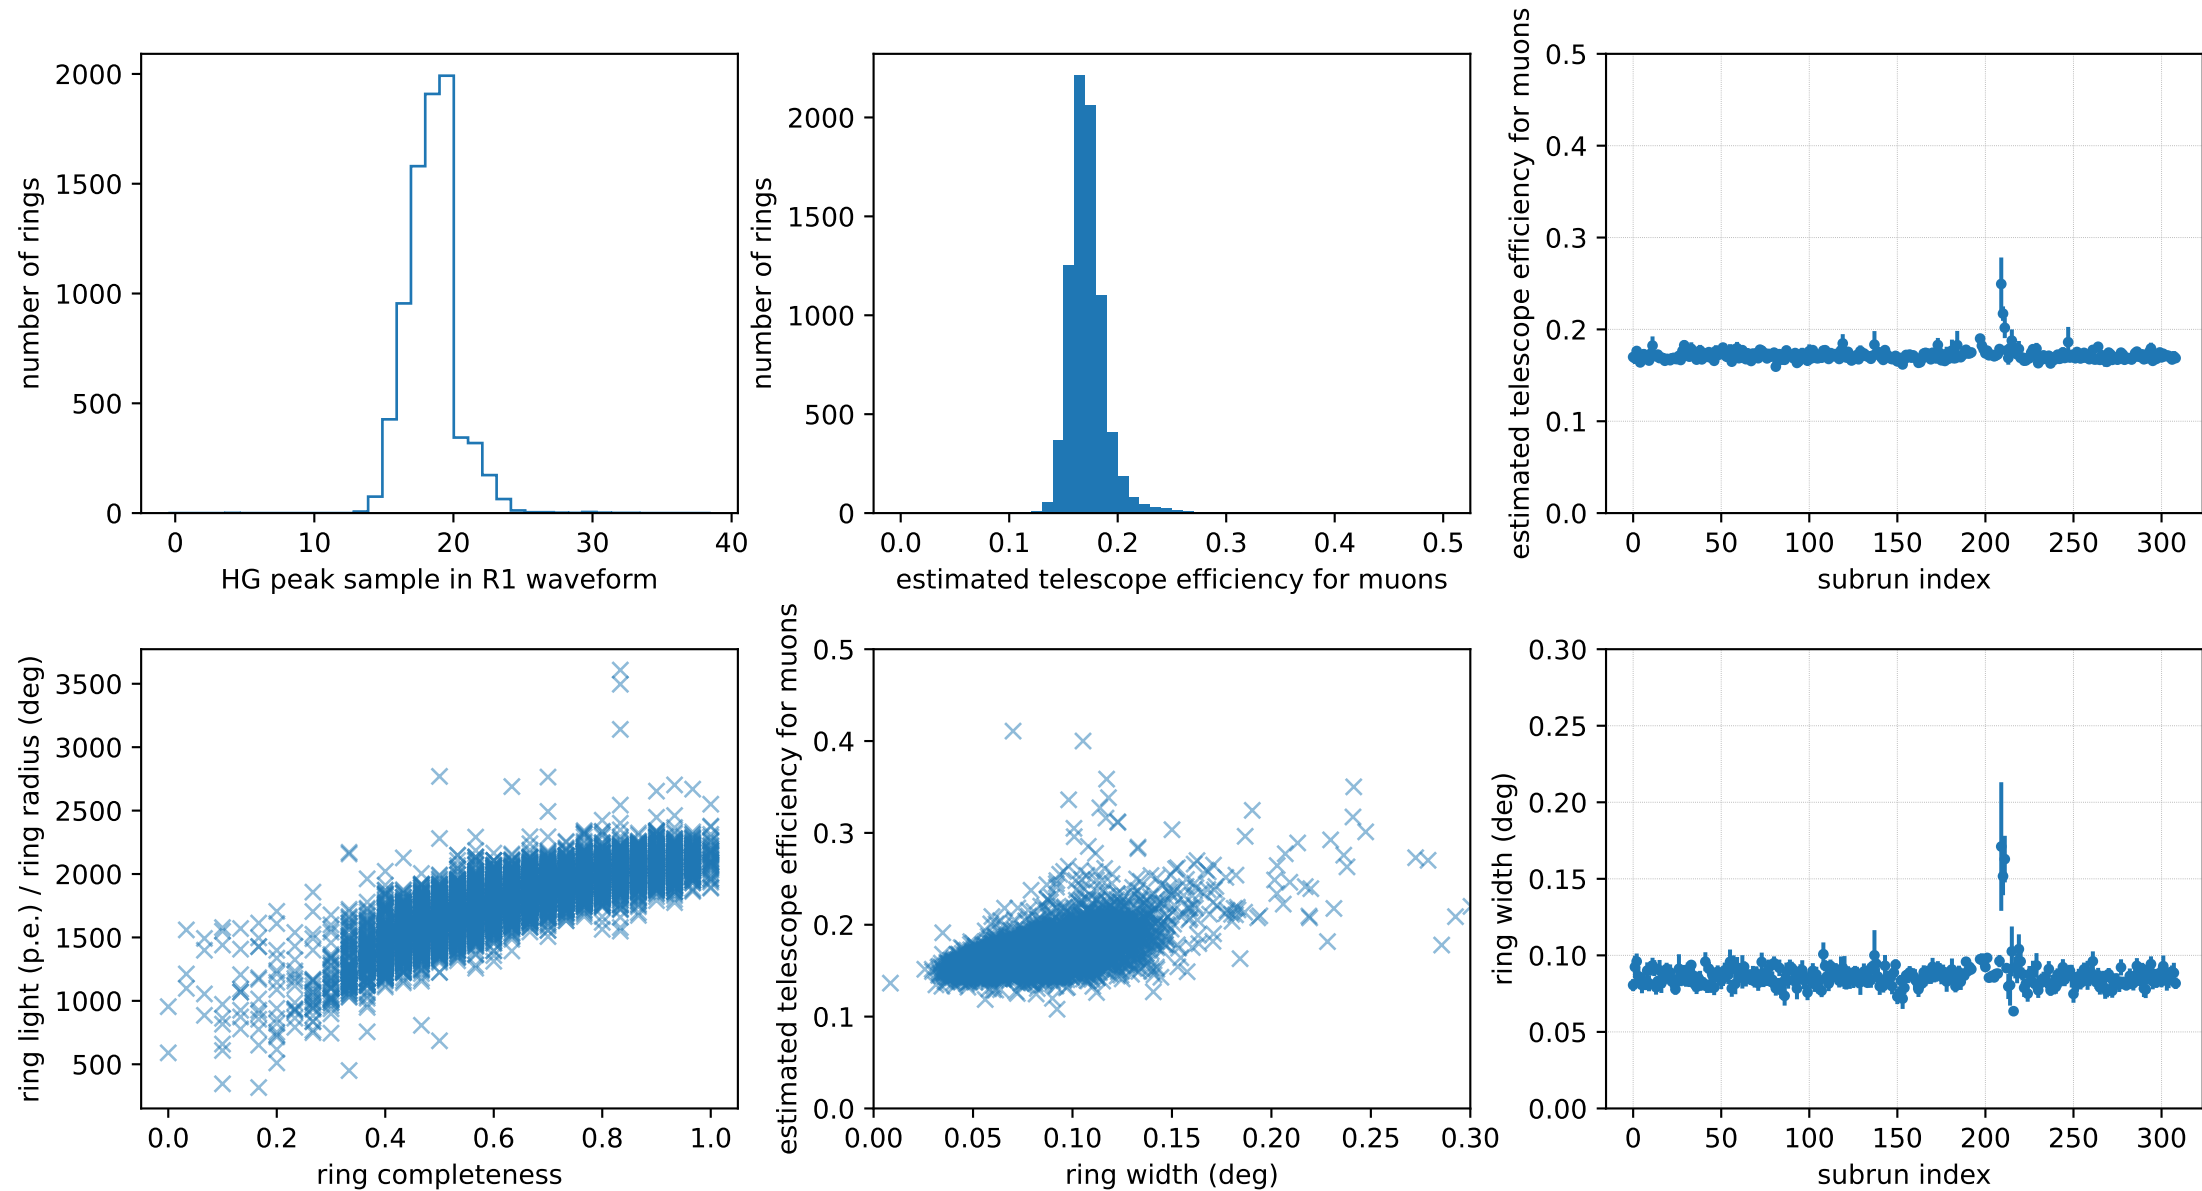 number of rings
2000
1500
1000
500
0
0 10 20 30 40
HG peak sample in R1 waveform
number of rings
2000
1500
1000
500
0
0.0 0.1 0.2 0.3 0.4 0.5
estimated telescope efficiency for muons
estimated telescope efficiency for muons
0.5
0.4
0.3
0.2
0.1
0.0
0 50 100 150 200 250 300
subrun index
ring light (p.e.) / ring radius (deg)
3500
3000
2500
2000
1500
1000
500
0.0 0.2 0.4 0.6 0.8 1.0
ring completeness
estimated telescope efficiency for muons
0.5
0.4
0.3
0.2
0.1
0.0
0.00 0.05 0.10 0.15 0.20 0.25 0.30
ring width (deg)
ring width (deg)
0.30
0.25
0.20
0.15
0.10
0.05
0.00
0 50 100 150 200 250 300
subrun index